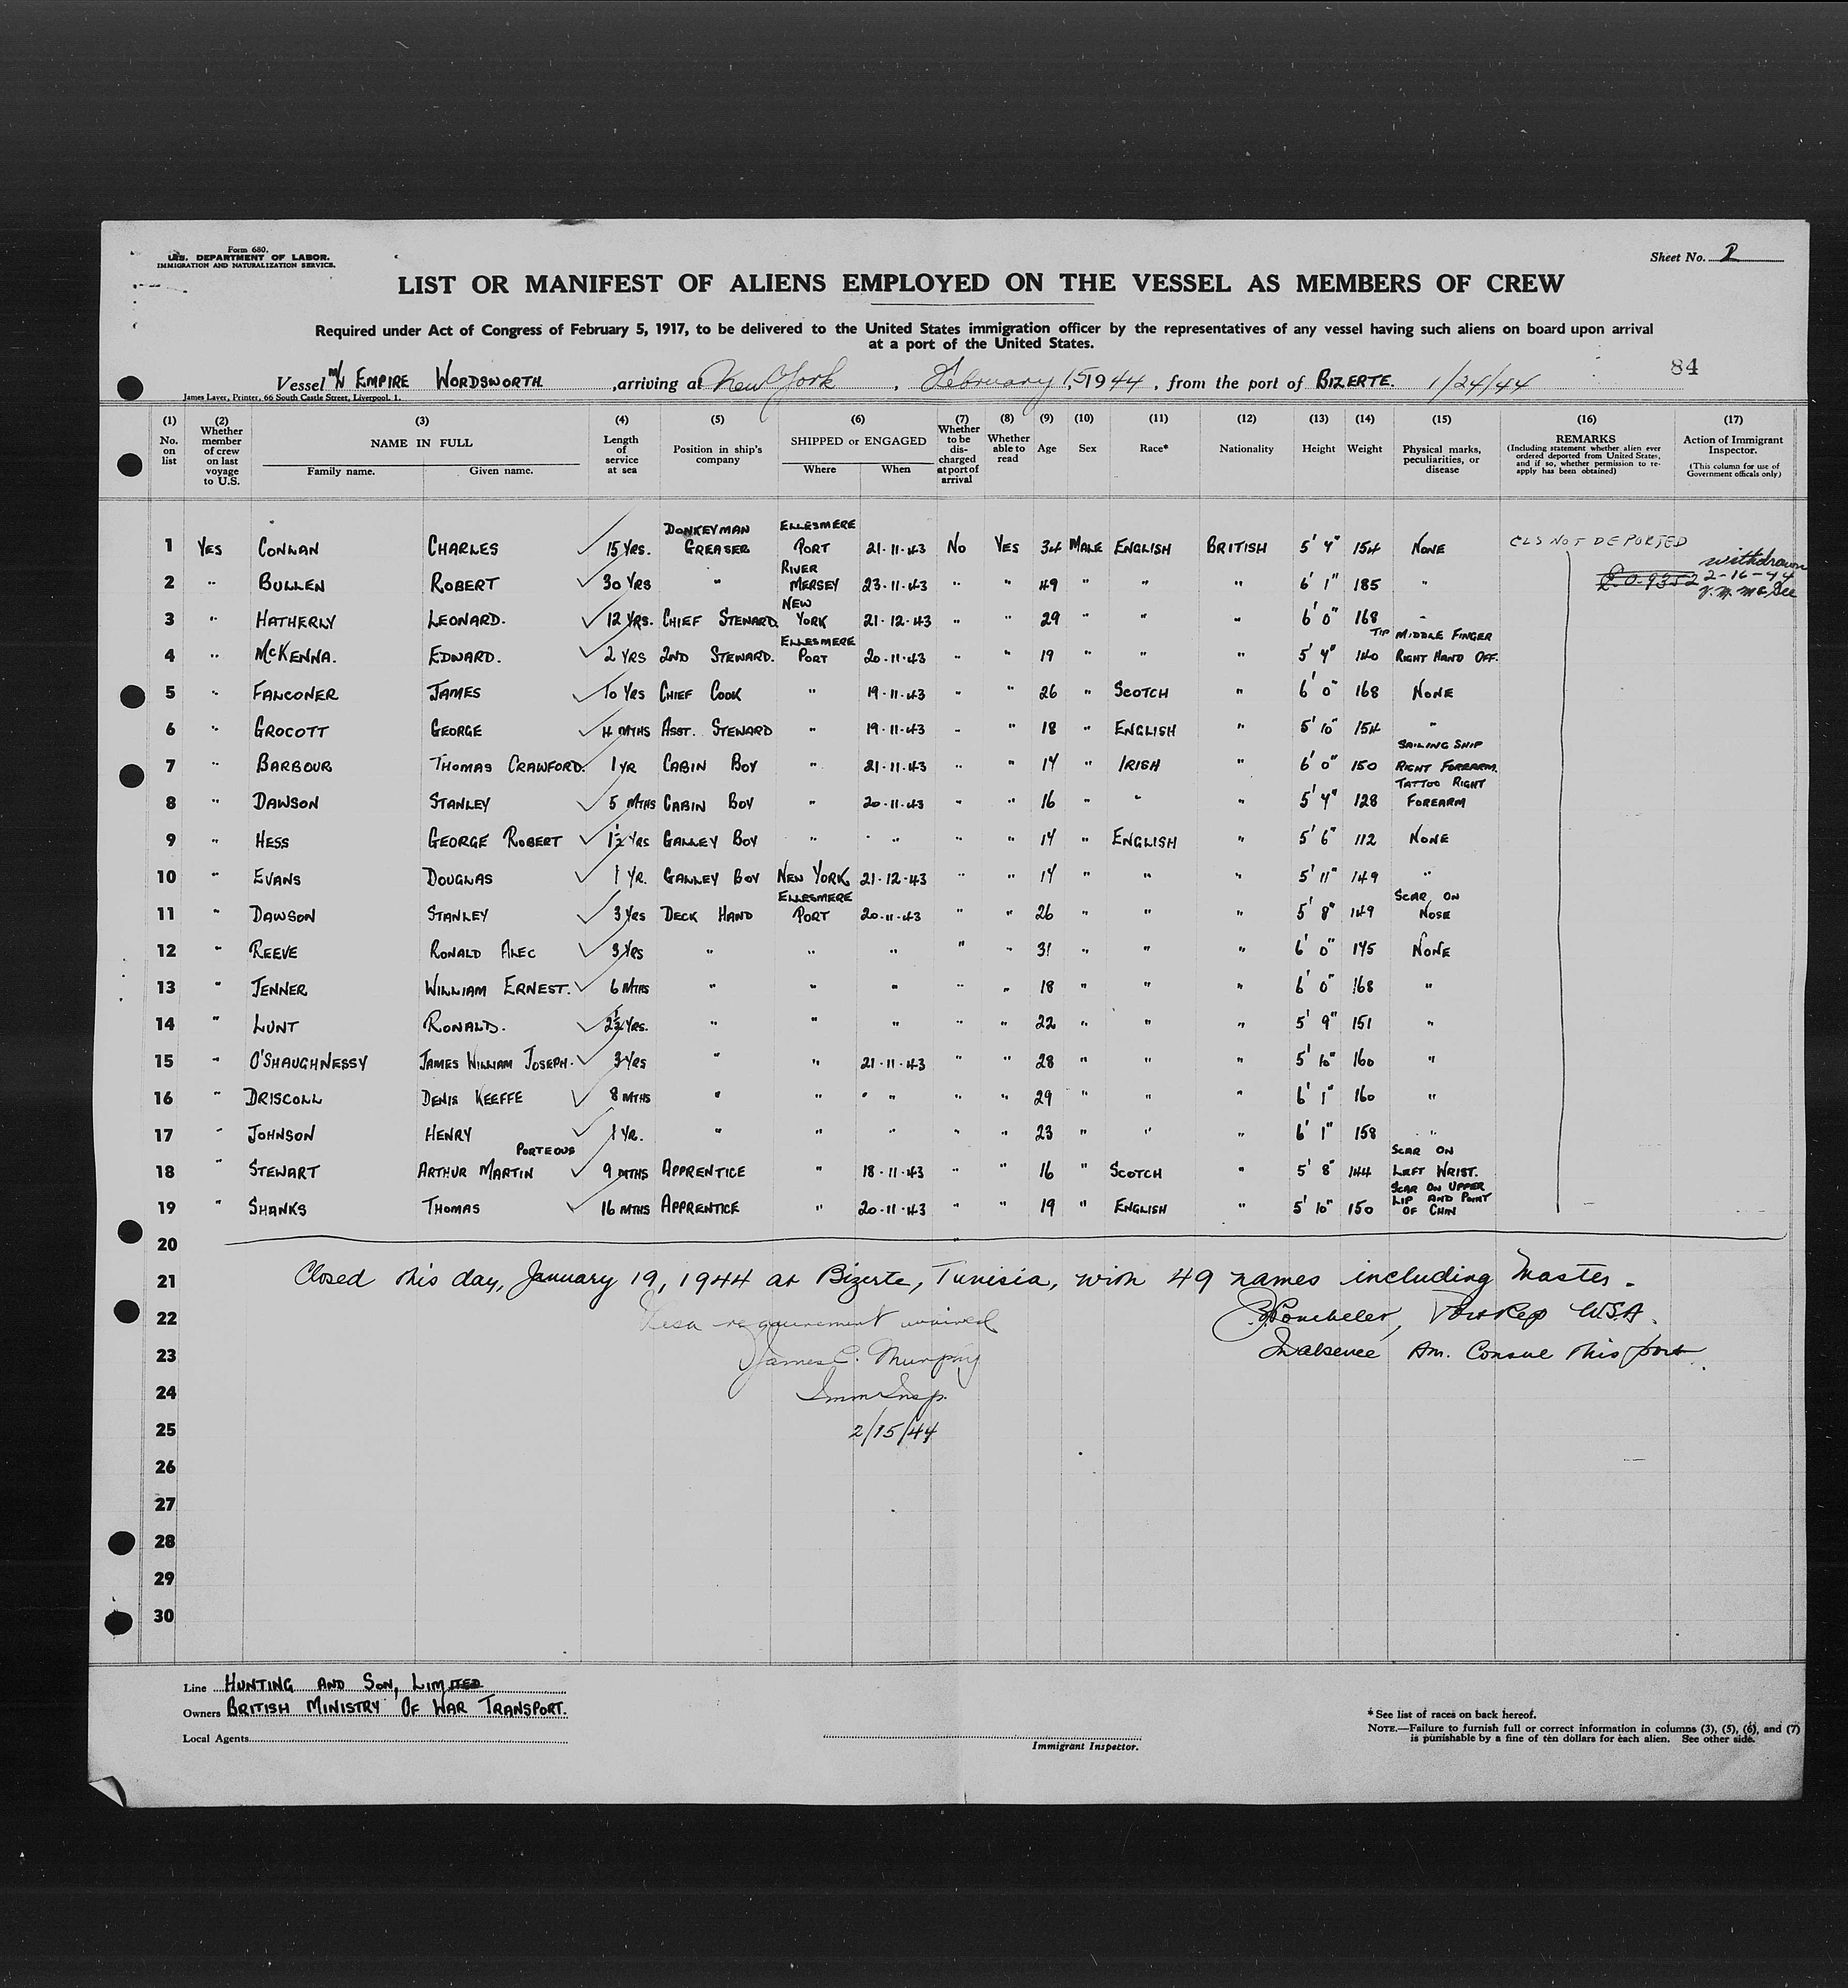 Form 680.
U.S. DEPARTMENT OF LABOR.
IMMIGRATION AND NATURALIZATION SERVICE.
Sheet No. 2
LIST OR MANIFEST OF ALIENS EMPLOYED ON THE VESSEL AS MEMBERS OF CREW
Required under Act of Congress of February 5, 1917, to be delivered to the United States immigration officer by the representatives of any vessel having such aliens on board upon arrival
at a port of the United States.
84
Vessel M/V EMPIRE WORDSWORTH, arriving at New York, February 15 1944, from the port of BIZERTE. 1/24/44
James Laver, Printer, 66 South Castle Street, Liverpool. 1.
(1) No. on list (2) Whether member of crew on last voyage to U.S. (3) NAME IN FULL Family name. Given name. (4) Length of service at sea (5) Position in ship's company (6) SHIPPED or ENGAGED Where When (7) Whether to be discharged at port of arrival (8) Whether able to read (9) Age (10) Sex (11) Race* (12) Nationality (13) Height (14) Weight (15) Physical marks, peculiarities, or disease (16) REMARKS (Including statement whether alien ever ordered deported from United States, and if so, whether permission to re-apply has been obtained) (17) Action of Immigrant Inspector. (This column for use of Government officials only)
1 YES CONLAN CHARLES 15 YRS. DONKEYMAN GREASER ELLESMERE PORT 21-11-43 NO YES 34 MALE ENGLISH BRITISH 5' 7" 154 NONE CLS NOT DEPORTED
2 " BULLEN ROBERT 30 YRS " RIVER MERSEY 23-11-43 " " 49 " " " 6' 1" 185 " withdrawn 2-16-44
3 " HATHERLY LEONARD. 12 YRS. CHIEF STEWARD NEW YORK 21-12-43 " " 29 " " " 6' 0" 168 "
4 " McKENNA. EDWARD. 2 YRS 2ND STEWARD. ELLESMERE PORT 20-11-43 " " 19 " " " 5' 7" 140 TIP MIDDLE FINGER RIGHT HAND OFF.
5 " FALCONER JAMES 10 YRS CHIEF COOK " 19-11-43 " " 26 " SCOTCH " 6' 0" 168 NONE
6 " GROCOTT GEORGE 4 MTHS ASST. STEWARD " 19-11-43 " " 18 " ENGLISH " 5' 10" 154 "
7 " BARBOUR THOMAS CRAWFORD. 1 YR CABIN BOY " 21-11-43 " " 17 " IRISH " 6' 0" 150 SAILING SHIP RIGHT FOREARM.
8 " DAWSON STANLEY 5 MTHS CABIN BOY " 20-11-43 " " 16 " " " 5' 7" 128 TATTOO RIGHT FOREARM
9 " HESS GEORGE ROBERT 1½ YRS GALLEY BOY " " " " " 17 " ENGLISH " 5' 6" 112 NONE
10 " EVANS DOUGLAS 1 YR. GALLEY BOY NEW YORK 21-12-43 " " 17 " " " 5' 11" 149 "
11 " DAWSON STANLEY 3 YRS DECK HAND ELLESMERE PORT 20-11-43 " " 26 " " " 5' 8" 149 SCAR ON NOSE
12 " REEVE RONALD ALEC 3 YRS " " " " " 31 " " " 6' 0" 175 NONE
13 " JENNER WILLIAM ERNEST. 6 MTHS " " " " " 18 " " " 6' 0" 168 "
14 " LUNT RONALD. 2½ YRS. " " " " " 22 " " " 5' 9" 151 "
15 " O'SHAUGHNESSY JAMES WILLIAM JOSEPH. 3 YRS " " 21-11-43 " " 28 " " " 5' 10" 160 "
16 " DRISCOLL DENIS KEEFFE 8 MTHS " " " " " " 29 " " " 6' 1" 160 "
17 " JOHNSON HENRY 1 YR. " " " " " 23 " " " 6' 1" 158 "
18 " STEWART ARTHUR MARTIN PORTEOUS 9 MTHS APPRENTICE " 18-11-43 " " 16 " SCOTCH " 5' 8" 144 SCAR ON LEFT WRIST.
19 " SHANKS THOMAS 16 MTHS APPRENTICE " 20-11-43 " " 19 " ENGLISH " 5' 10" 150 SCAR ON UPPER LIP AND POINT OF CHIN
20
21 Closed this day, January 19, 1944 at Bizerte, Tunisia, with 49 names including Master.
22 Visa requirement waived Port Rep W.S.A.
23 James C. In absence Am. Consul this port
24 Imm Insp.
25 2/15/44
26
27
28
29
30
Line HUNTING AND SON, LIMITED
Owners BRITISH MINISTRY OF WAR TRANSPORT.
Local Agents
Immigrant Inspector.
*See list of races on back hereof.
NOTE.—Failure to furnish full or correct information in columns (3), (5), (6), and (7)
is punishable by a fine of ten dollars for each alien. See other side.